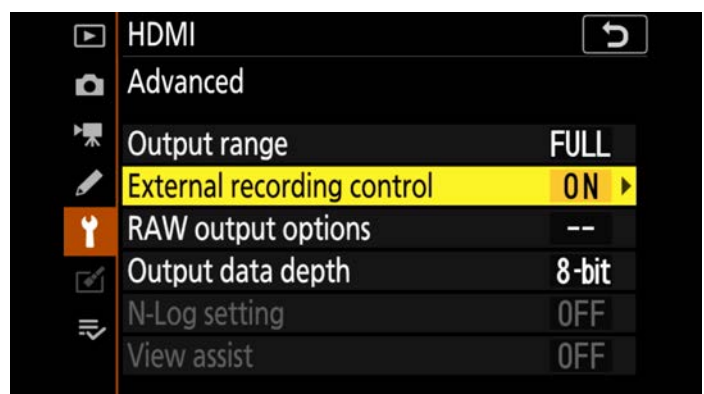 HDMI
Advanced
Output range FULL
External recording control ON
RAW output options --
Output data depth 8-bit
N-Log setting OFF
View assist OFF